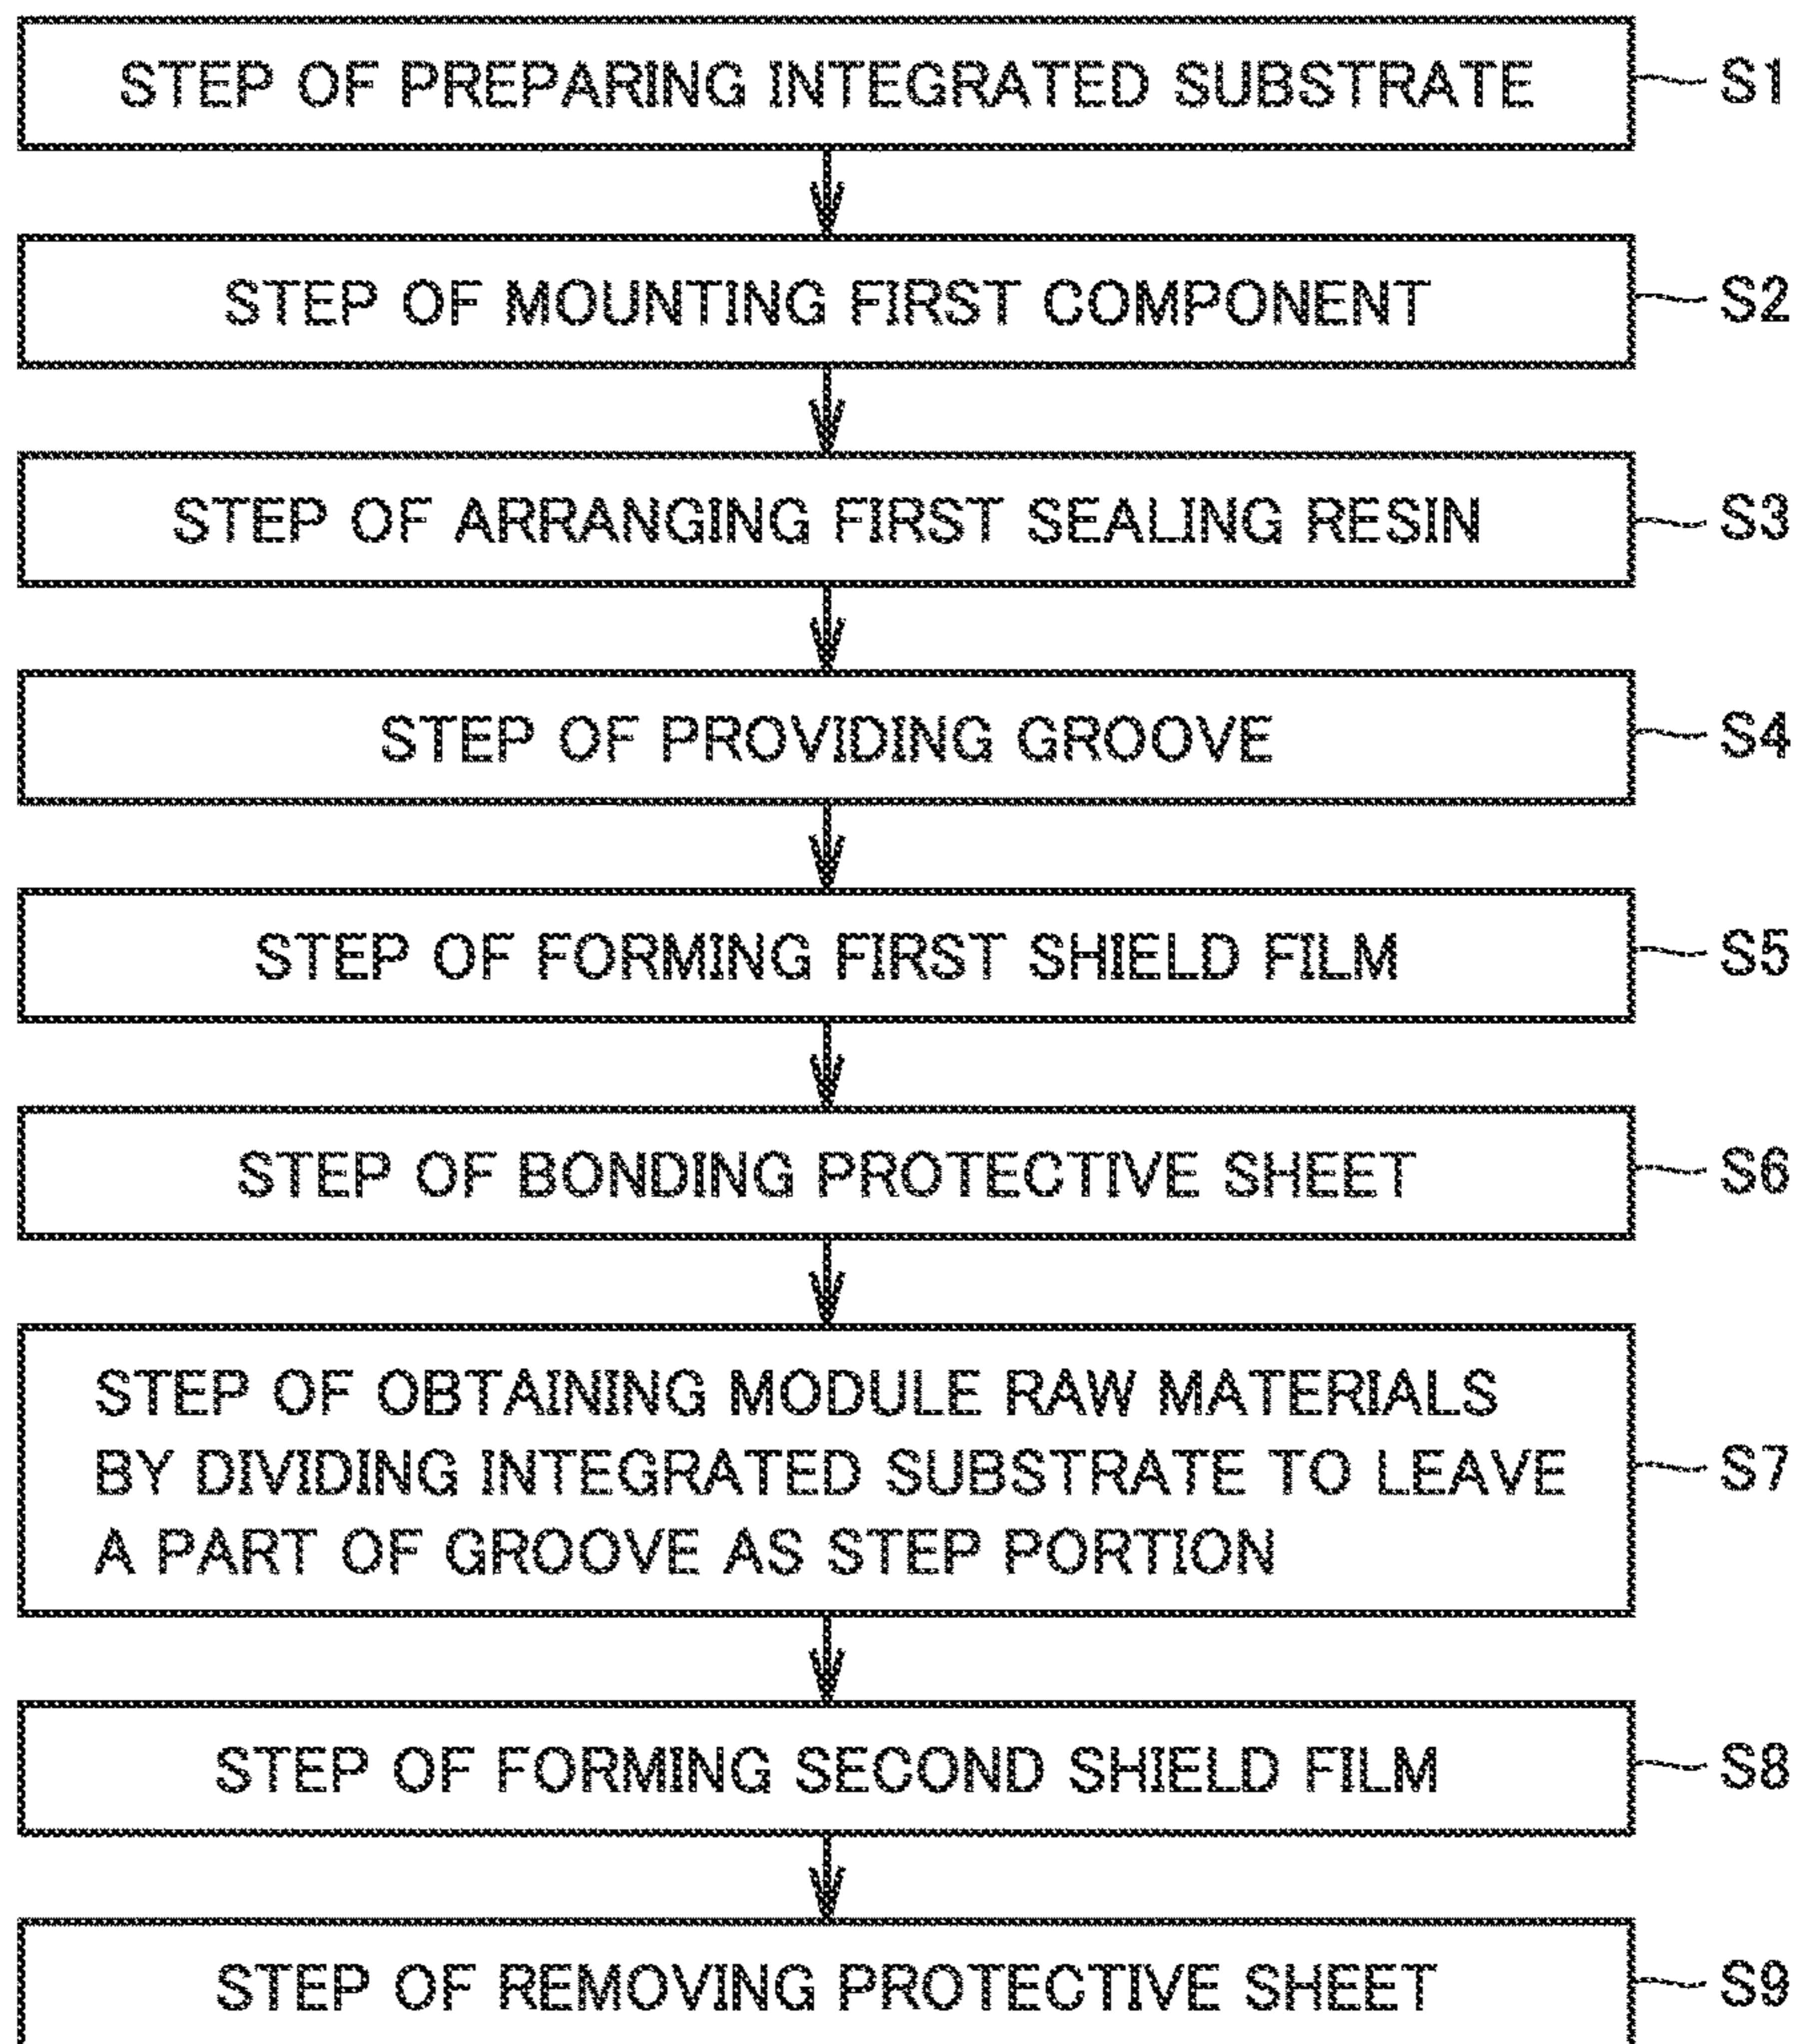 STEP OF PREPARING INTEGRATED SUBSTRATE S1
STEP OF MOUNTING FIRST COMPONENT S2
STEP OF ARRANGING FIRST SEALING RESIN S3
STEP OF PROVIDING GROOVE S4
STEP OF FORMING FIRST SHIELD FILM S5
STEP OF BONDING PROTECTIVE SHEET S6
STEP OF OBTAINING MODULE RAW MATERIALS
BY DIVIDING INTEGRATED SUBSTRATE TO LEAVE S7
A PART OF GROOVE AS STEP PORTION
STEP OF FORMING SECOND SHIELD FILM S8
STEP OF REMOVING PROTECTIVE SHEET S9